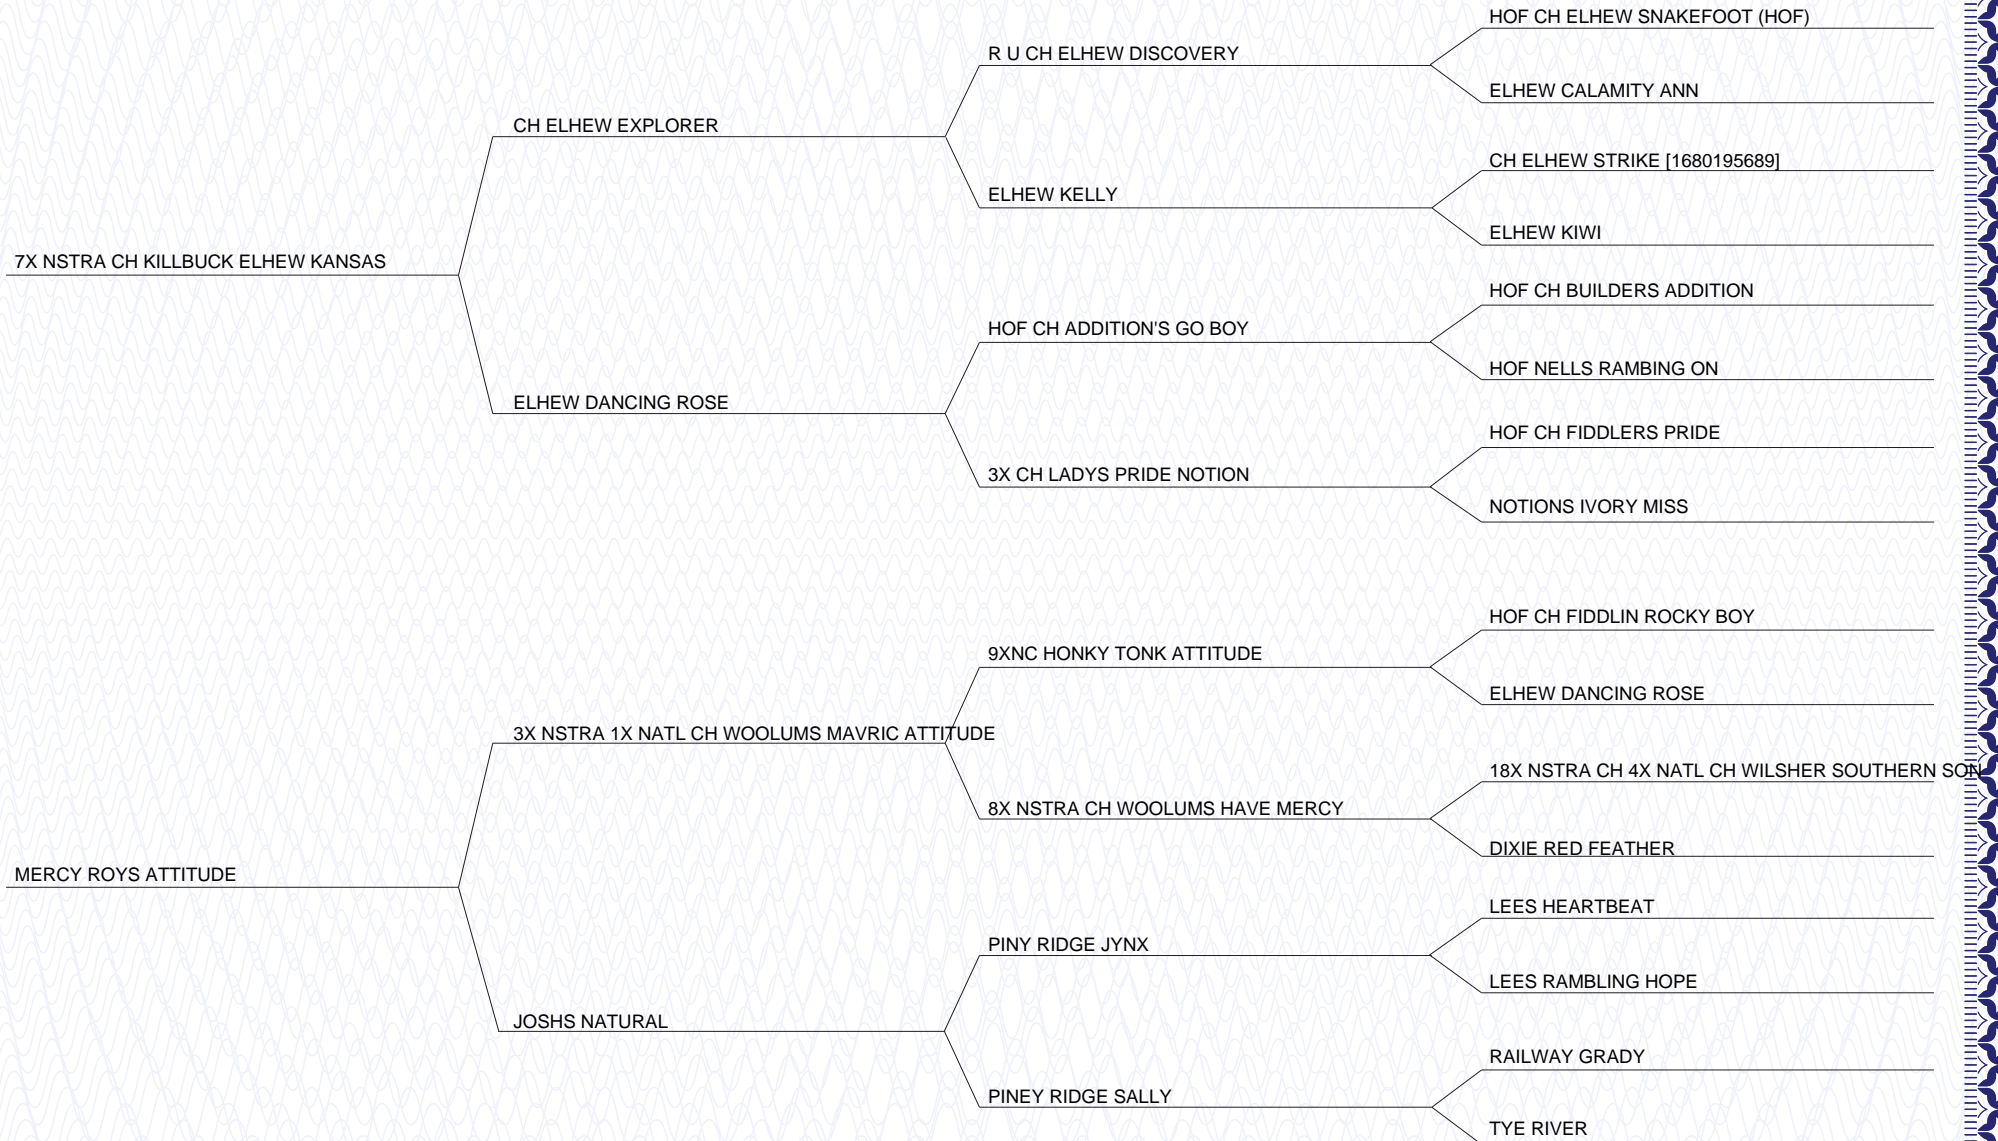 HOF CH ELHEW SNAKEFOOT (HOF)
R U CH ELHEW DISCOVERY
ELHEW CALAMITY ANN
CH ELHEW EXPLORER
CH ELHEW STRIKE [1680195689]
ELHEW KELLY
ELHEW KIWI
7X NSTRA CH KILLBUCK ELHEW KANSAS
HOF CH BUILDERS ADDITION
HOF CH ADDITION'S GO BOY
HOF NELLS RAMBING ON
ELHEW DANCING ROSE
HOF CH FIDDLERS PRIDE
3X CH LADYS PRIDE NOTION
NOTIONS IVORY MISS
HOF CH FIDDLIN ROCKY BOY
9XNC HONKY TONK ATTITUDE
ELHEW DANCING ROSE
3X NSTRA 1X NATL CH WOOLUMS MAVRIC ATTITUDE
18X NSTRA CH 4X NATL CH WILSHER SOUTHERN SON
8X NSTRA CH WOOLUMS HAVE MERCY
DIXIE RED FEATHER
MERCY ROYS ATTITUDE
LEES HEARTBEAT
PINY RIDGE JYNX
LEES RAMBLING HOPE
JOSHS NATURAL
RAILWAY GRADY
PINEY RIDGE SALLY
TYE RIVER